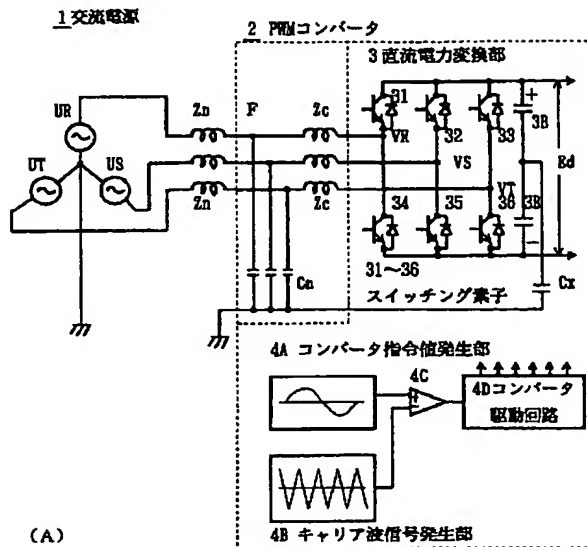 1 交流電源
2 PWMコンバータ
3 直流電力変換部
UR
Zn
F
Zc
31
32
33
+
3B
VR
UT
US
VS
Ed
VT
Zn
Zc
34
35
36
3B
−
Cn
31〜36
スイッチング素子
Cx
4A コンバータ指令値発生部
4C
+
−
4Dコンバータ
駆動回路
4B キャリア波信号発生部
(A)